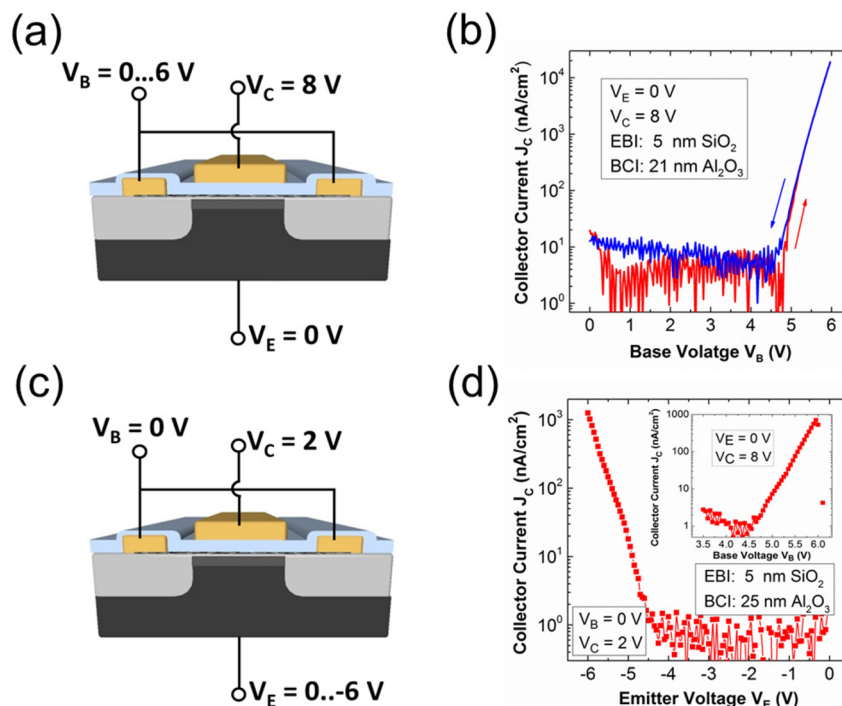 (a)
V_B = 0...6 V
V_C = 8 V
V_E = 0 V
(b)
Collector Current J_C (nA/cm²)
10⁴
10³
10²
10¹
10⁰
V_E = 0 V
V_C = 8 V
EBI: 5 nm SiO₂
BCI: 21 nm Al₂O₃
0 1 2 3 4 5 6
Base Volatge V_B (V)
(c)
V_B = 0 V
V_C = 2 V
V_E = 0..-6 V
(d)
Collector Current J_C (nA/cm²)
10³
10²
10¹
10⁰
Collector Current J_C (nA/cm²)
1000
100
10
1
V_E = 0 V
V_C = 8 V
3.5 4.0 4.5 5.0 5.5 6.0
Base Voltage V_B (V)
EBI: 5 nm SiO₂
BCI: 25 nm Al₂O₃
V_B = 0 V
V_C = 2 V
-6 -5 -4 -3 -2 -1 0
Emitter Voltage V_E (V)